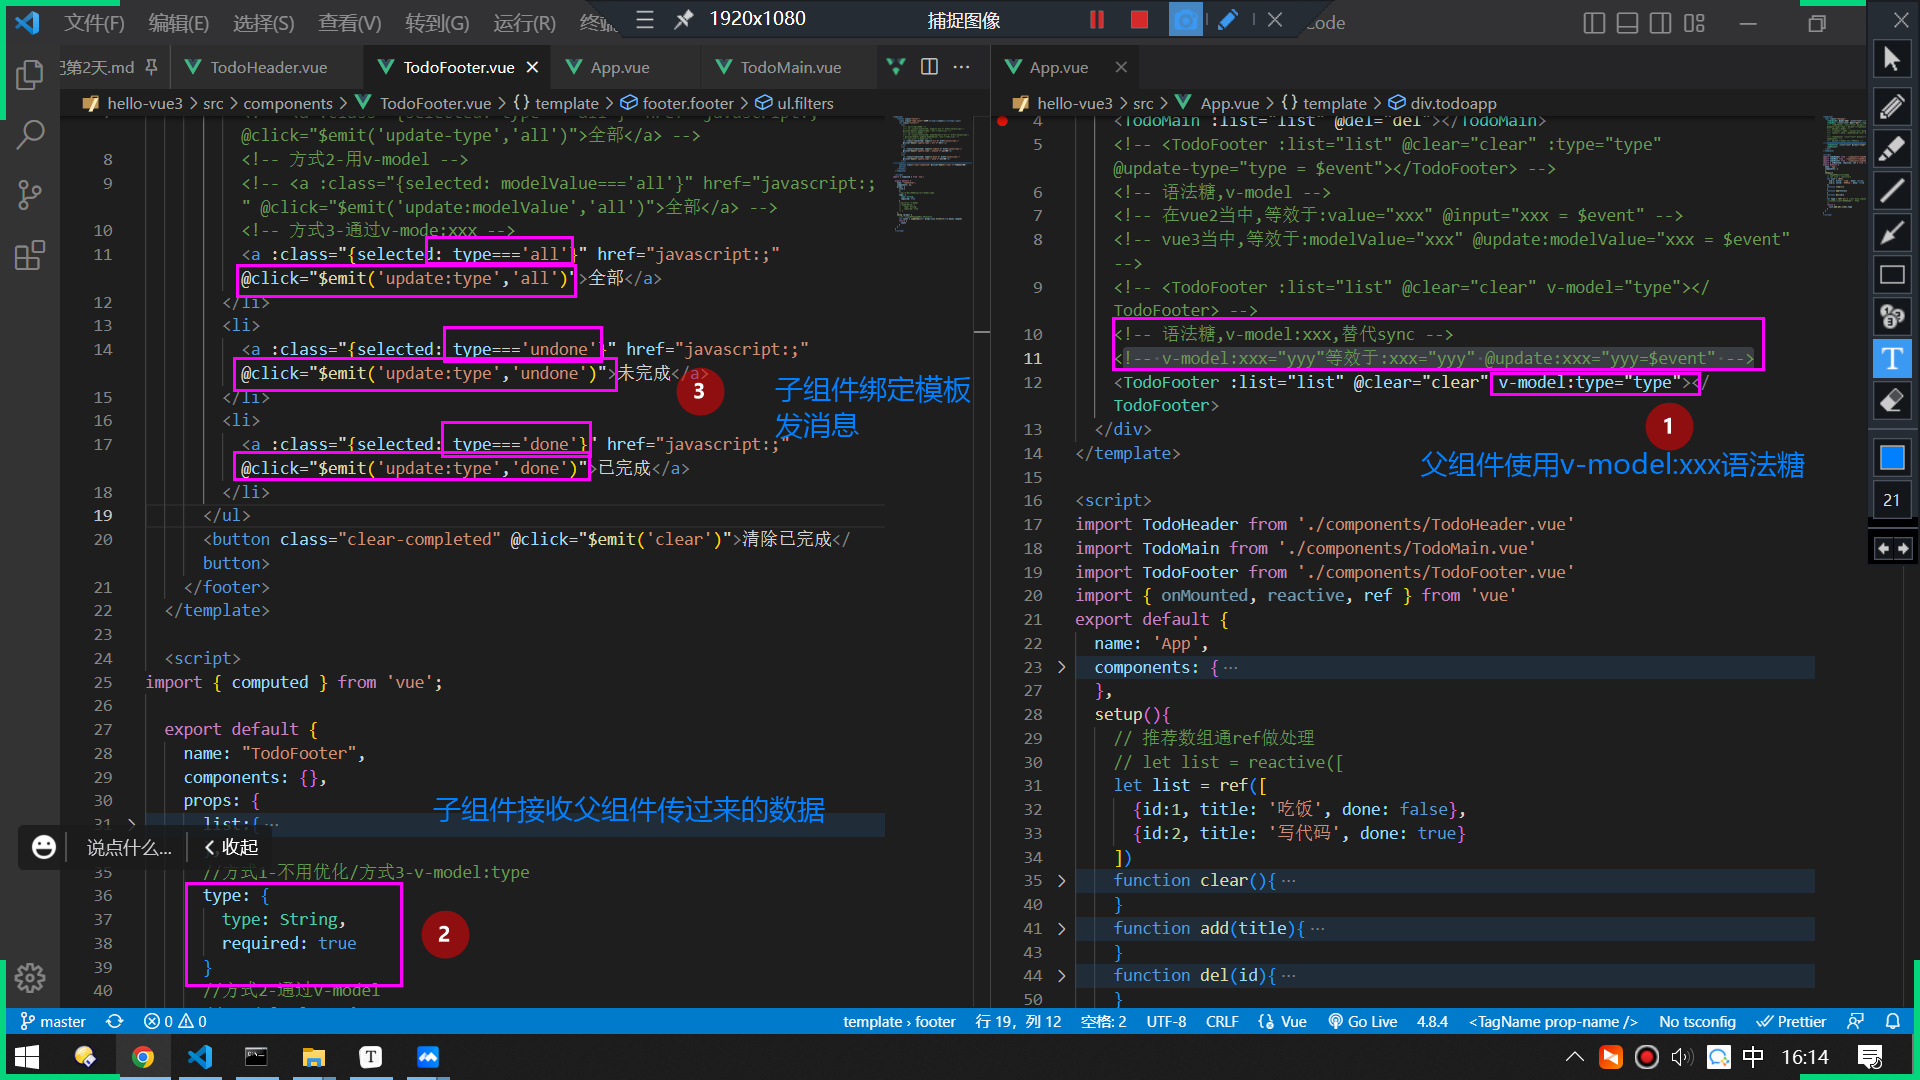 文件(F) 编辑(E) 选择(S) 查看(V) 转到(G) 运行(R) 终端
1920x1080 捕捉图像
第2天.md TodoHeader.vue TodoFooter.vue App.vue TodoMain.vue
hello-vue3 > src > components > TodoFooter.vue > {} template > footer.footer > ul.filters
@click="$emit('update-type','all')">全部</a> -->
8 <!-- 方式2-用v-model -->
9 <!-- <a :class="{selected: modelValue==='all'}" href="javascript:;
" @click="$emit('update:modelValue','all')">全部</a> -->
10 <!-- 方式3-通过v-mode:xxx -->
11 <a :class="{selected: type==='all'}" href="javascript:;"
@click="$emit('update:type','all')">全部</a>
12 </li>
13 <li>
14 <a :class="{selected: type==='undone'}" href="javascript:;"
@click="$emit('update:type','undone')">未完成</a>
15 </li>
16 <li>
17 <a :class="{selected: type==='done'}" href="javascript:;"
@click="$emit('update:type','done')">已完成</a>
18 </li>
19 </ul>
20 <button class="clear-completed" @click="$emit('clear')">清除已完成</
button>
21 </footer>
22 </template>
23
24 <script>
25 import { computed } from 'vue';
26
27 export default {
28 name: "TodoFooter",
29 components: {},
30 props: {
31 list:{ ···
35 //方式1-不用优化/方式3-v-model:type
36 type: {
37 type: String,
38 required: true
39 }
40 //方式2-通过v-model
3
子组件绑定模板
发消息
子组件接收父组件传过来的数据
2
说点什么... 收起
App.vue
hello-vue3 > src > App.vue > {} template > div.todoapp
4 <TodoMain :list="list" @del="del"></TodoMain>
5 <!-- <TodoFooter :list="list" @clear="clear" :type="type"
@update-type="type = $event"></TodoFooter> -->
6 <!-- 语法糖,v-model -->
7 <!-- 在vue2当中,等效于:value="xxx" @input="xxx = $event" -->
8 <!-- vue3当中,等效于:modelValue="xxx" @update:modelValue="xxx = $event"
-->
9 <!-- <TodoFooter :list="list" @clear="clear" v-model="type"></
TodoFooter> -->
10 <!-- 语法糖,v-model:xxx,替代sync -->
11 <!-- v-model:xxx="yyy"等效于:xxx="yyy" @update:xxx="yyy=$event" -->
12 <TodoFooter :list="list" @clear="clear" v-model:type="type"></
TodoFooter>
13 </div>
14 </template>
15
16 <script>
17 import TodoHeader from './components/TodoHeader.vue'
18 import TodoMain from './components/TodoMain.vue'
19 import TodoFooter from './components/TodoFooter.vue'
20 import { onMounted, reactive, ref } from 'vue'
21 export default {
22 name: 'App',
23 components: { ···
27 },
28 setup(){
29 // 推荐数组通ref做处理
30 // let list = reactive([
31 let list = ref([
32 {id:1, title: '吃饭', done: false},
33 {id:2, title: '写代码', done: true}
34 ])
35 function clear(){ ···
40 }
41 function add(title){ ···
43 }
44 function del(id){ ···
50 }
1
父组件使用v-model:xxx语法糖
T
21
master 0 0 template › footer 行 19, 列 12 空格: 2 UTF-8 CRLF {} Vue Go Live 4.8.4 <TagName prop-name /> No tsconfig Prettier
中 16:14